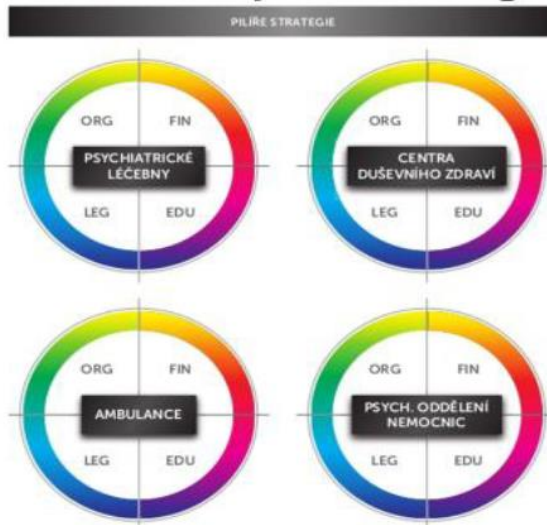 PILÍŘE STRATEGIE
ORG FIN
PSYCHIATRICKÉ
LÉČEBNY
LEG EDU
ORG FIN
CENTRA
DUŠEVNÍHO ZDRAVÍ
LEG EDU
ORG FIN
AMBULANCE
LEG EDU
ORG FIN
PSYCH. ODDĚLENÍ
NEMOCNIC
LEG EDU